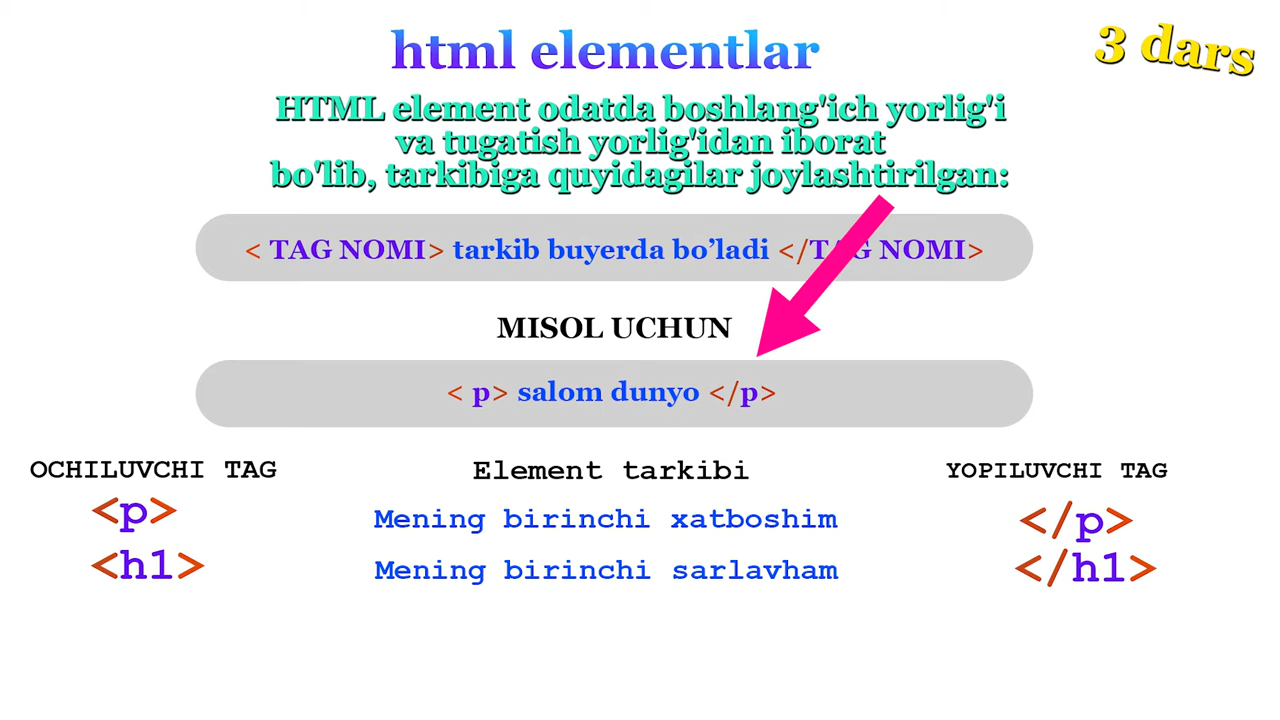 html elementlar
3 dars
HTML element odatda boshlang'ich yorlig'i
va tugatish yorlig'idan iborat
bo'lib, tarkibiga quyidagilar joylashtirilgan:
< TAG NOMI> tarkib buyerda bo’ladi </TAG NOMI>
MISOL UCHUN
< p> salom dunyo </p>
OCHILUVCHI TAG Element tarkibi YOPILUVCHI TAG
<p> Mening birinchi xatboshim </p>
<h1> Mening birinchi sarlavham </h1>